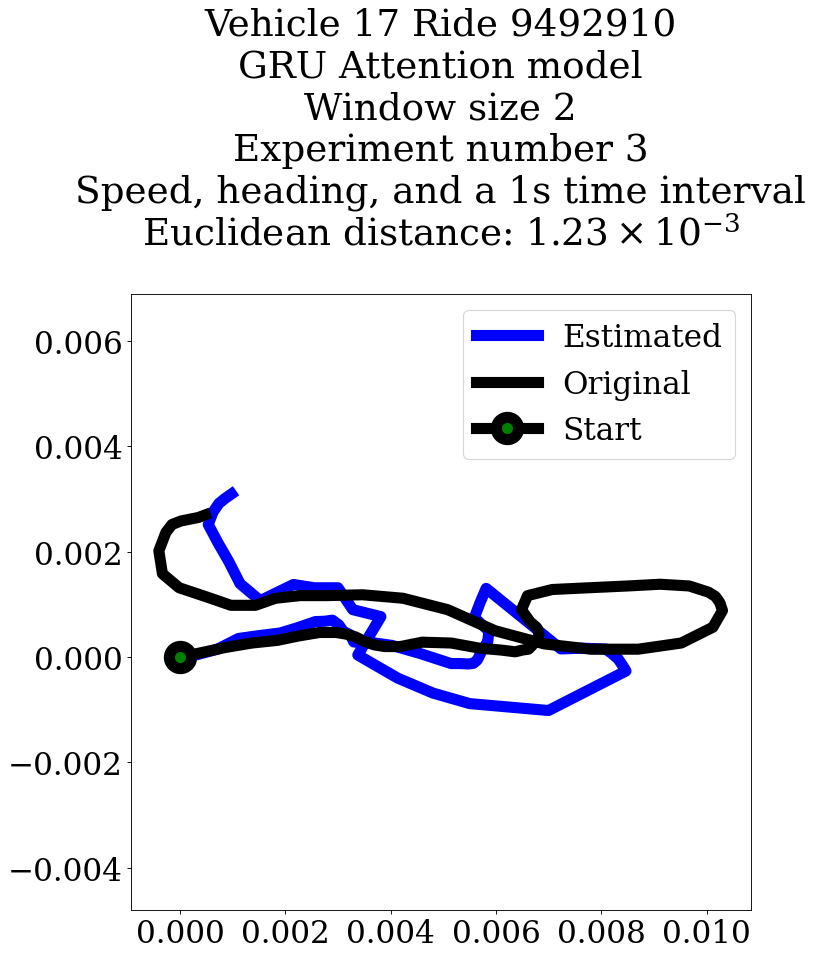 Vehicle 17 Ride 9492910
GRU Attention model
Window size 2
Experiment number 3
Speed, heading, and a 1s time interval
Euclidean distance: 1.23 × 10⁻³
Estimated
Original
Start
0.006
0.004
0.002
0.000
−0.002
−0.004
0.000 0.002 0.004 0.006 0.008 0.010